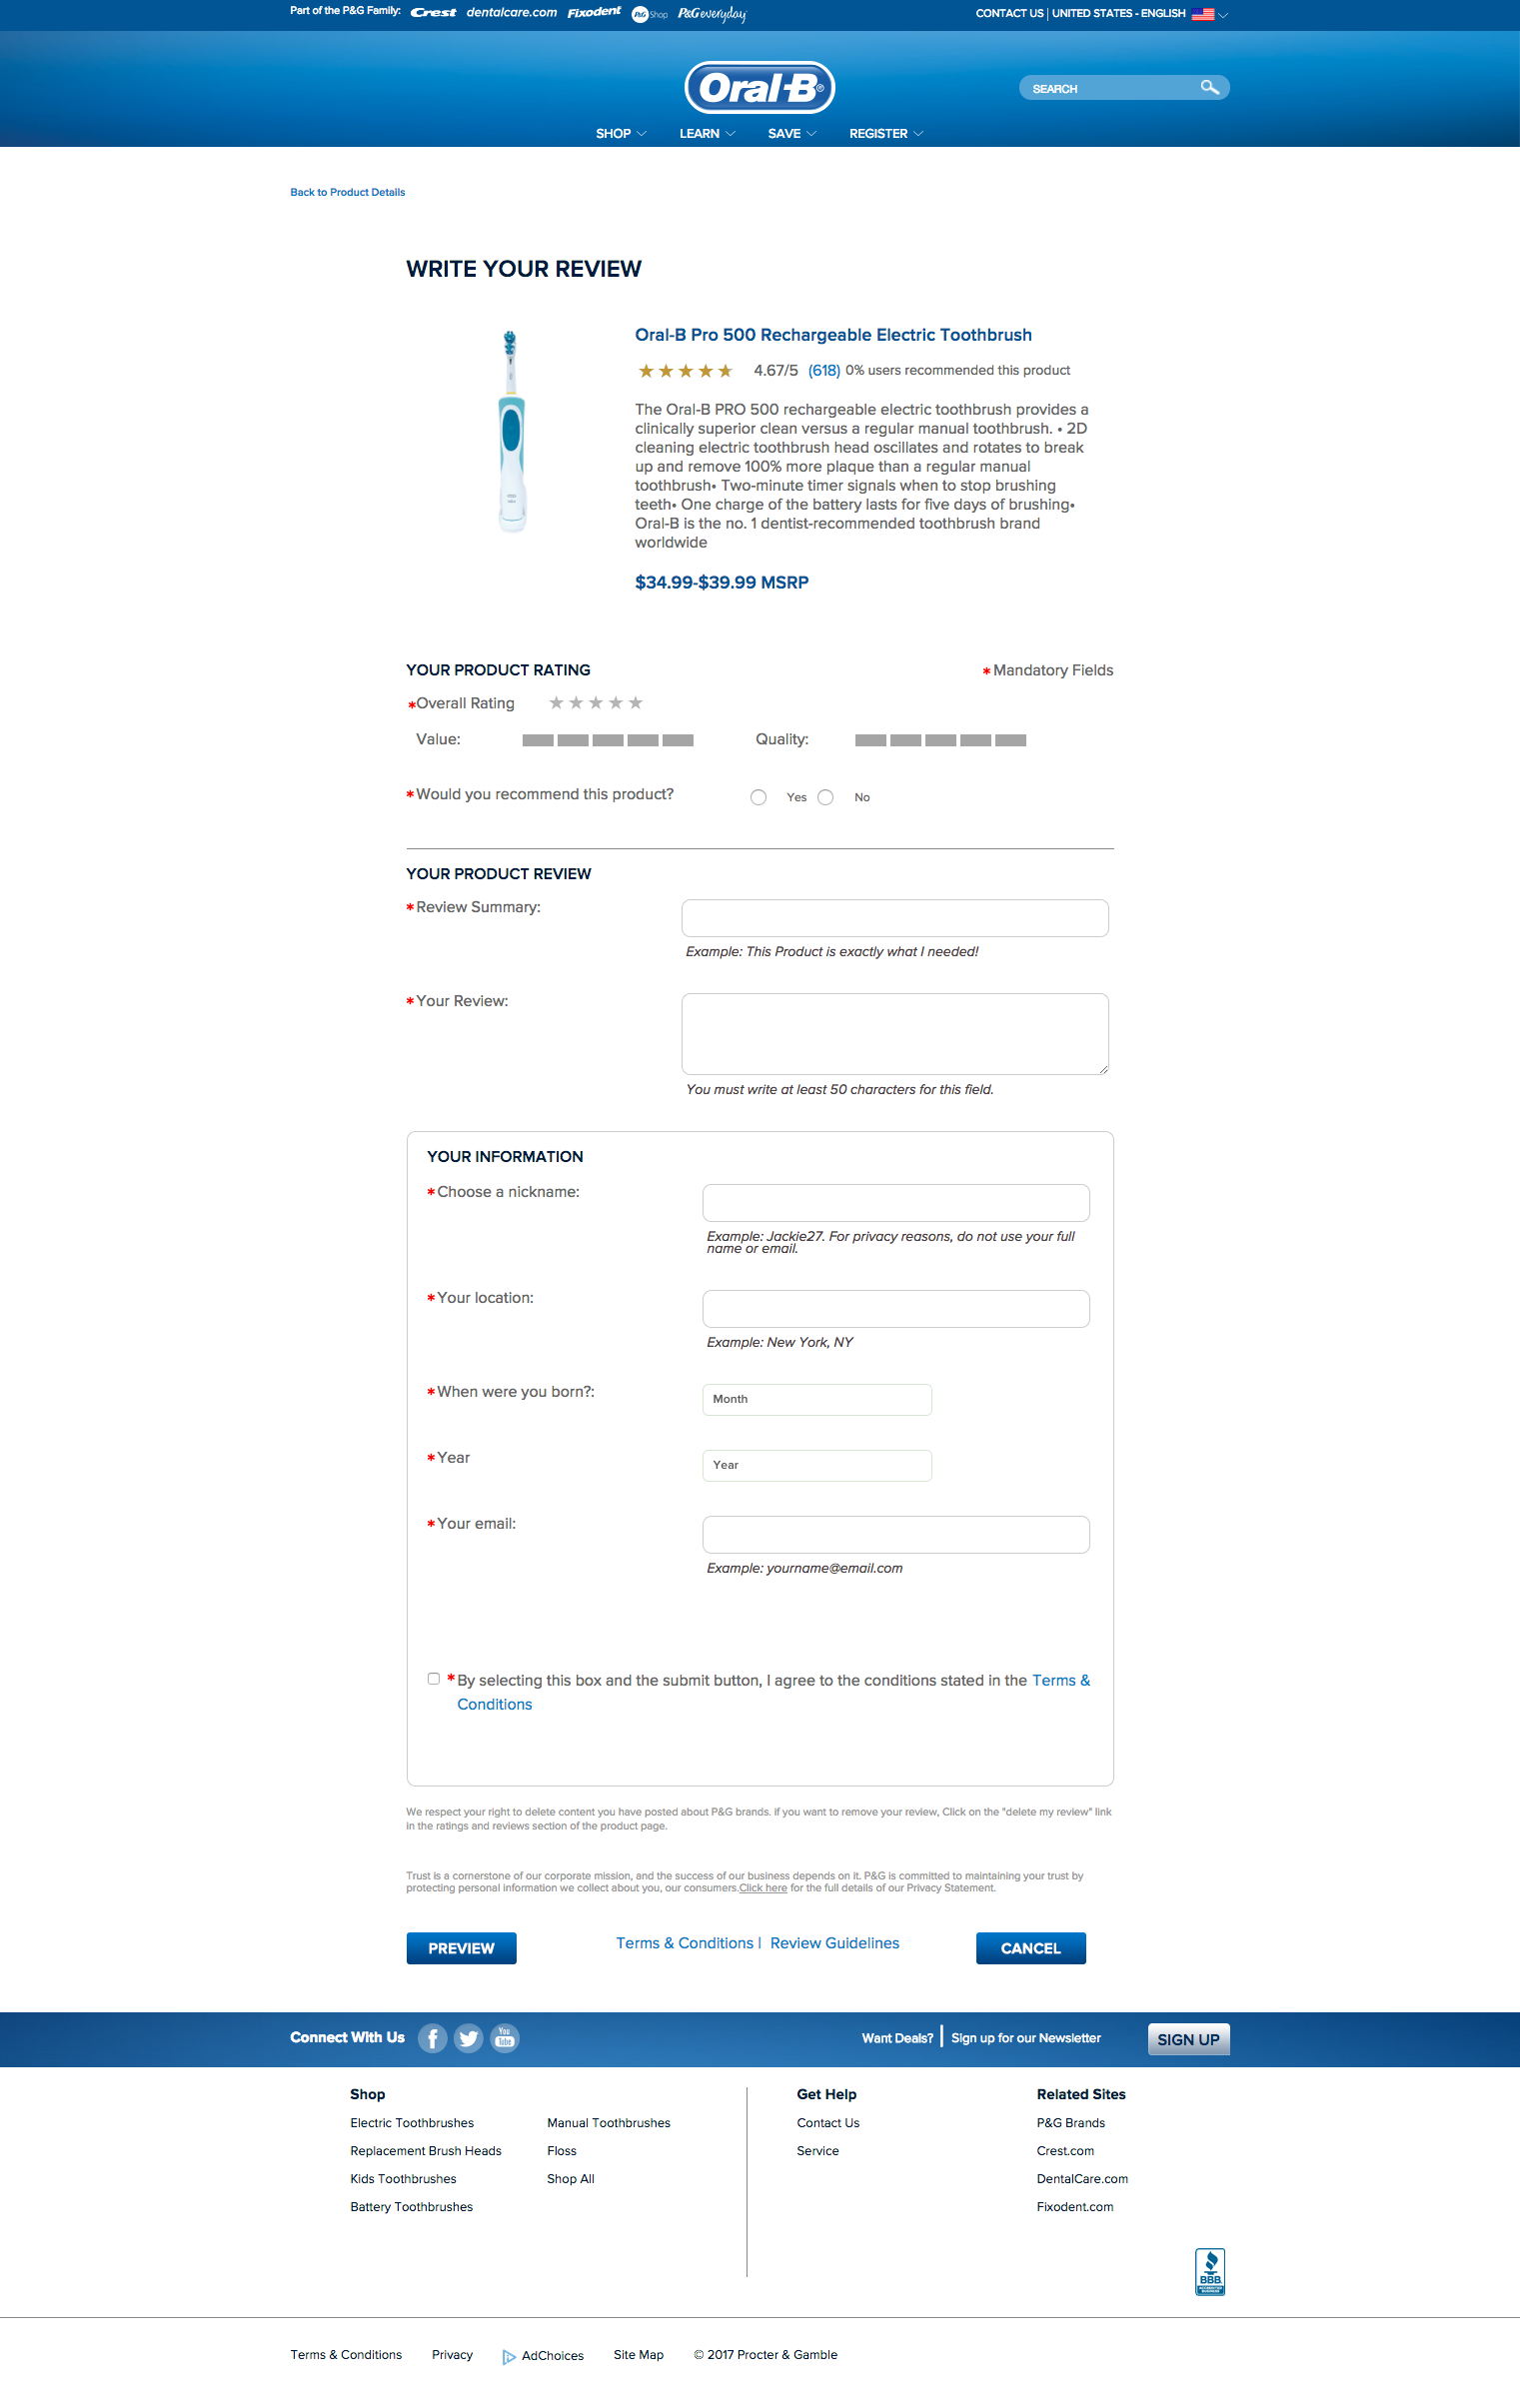 Part of the P&G Family: Crest dentalcare.com Fixodent P&G Shop P&G everyday
CONTACT US | UNITED STATES - ENGLISH
Oral-B®
SEARCH
SHOP LEARN SAVE REGISTER
Back to Product Details
WRITE YOUR REVIEW
Oral-B Pro 500 Rechargeable Electric Toothbrush
4.67/5 (618) 0% users recommended this product
The Oral-B PRO 500 rechargeable electric toothbrush provides a
clinically superior clean versus a regular manual toothbrush. • 2D
cleaning electric toothbrush head oscillates and rotates to break
up and remove 100% more plaque than a regular manual
toothbrush• Two-minute timer signals when to stop brushing
teeth• One charge of the battery lasts for five days of brushing•
Oral-B is the no. 1 dentist-recommended toothbrush brand
worldwide
$34.99-$39.99 MSRP
YOUR PRODUCT RATING
*Mandatory Fields
*Overall Rating
Value:
Quality:
*Would you recommend this product? Yes No
YOUR PRODUCT REVIEW
*Review Summary:
Example: This Product is exactly what I needed!
*Your Review:
You must write at least 50 characters for this field.
YOUR INFORMATION
*Choose a nickname:
Example: Jackie27. For privacy reasons, do not use your full
name or email.
*Your location:
Example: New York, NY
*When were you born?: Month
*Year Year
*Your email:
Example: yourname@email.com
*By selecting this box and the submit button, I agree to the conditions stated in the Terms &
Conditions
We respect your right to delete content you have posted about P&G brands. if you want to remove your review, Click on the "delete my review" link
in the ratings and reviews section of the product page.
Trust is a cornerstone of our corporate mission, and the success of our business depends on it. P&G is committed to maintaining your trust by
protecting personal information we collect about you, our consumers.Click here for the full details of our Privacy Statement.
PREVIEW
Terms & Conditions | Review Guidelines
CANCEL
Connect With Us
You Tube
Want Deals? | Sign up for our Newsletter
SIGN UP
Shop
Electric Toothbrushes
Replacement Brush Heads
Kids Toothbrushes
Battery Toothbrushes
Manual Toothbrushes
Floss
Shop All
Get Help
Contact Us
Service
Related Sites
P&G Brands
Crest.com
DentalCare.com
Fixodent.com
BBB
ACCREDITED
BUSINESS
Terms & Conditions Privacy AdChoices Site Map © 2017 Procter & Gamble